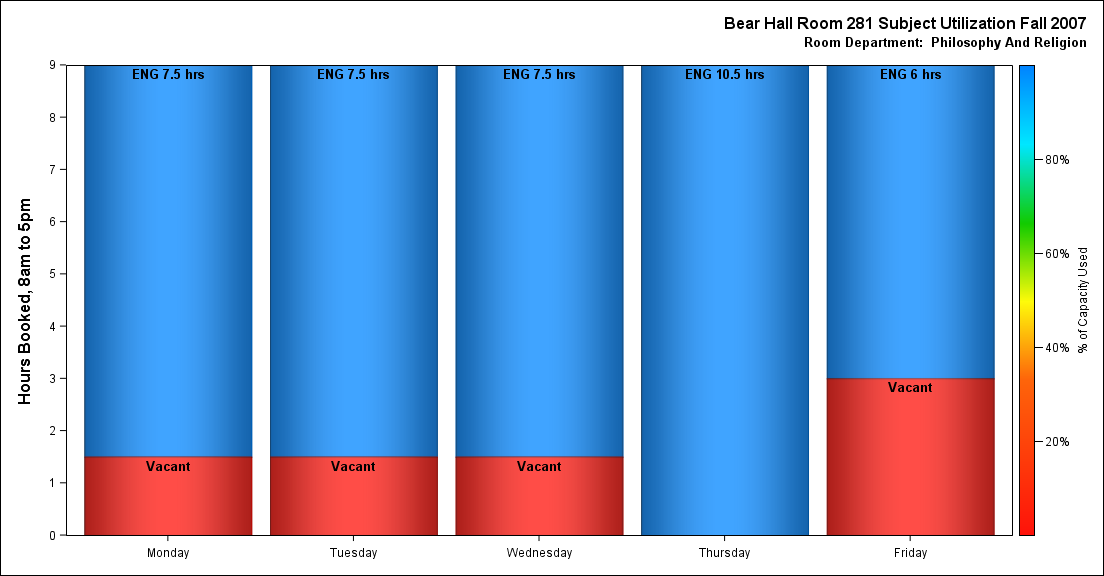 Bear Hall Room 281 Subject Utilization Fall 2007
Room Department:  Philosophy And Religion
Hours Booked, 8am to 5pm
9
8
7
6
5
4
3
2
1
0
ENG 7.5 hrs
ENG 7.5 hrs
ENG 7.5 hrs
ENG 10.5 hrs
ENG 6 hrs
Vacant
Vacant
Vacant
Vacant
Monday
Tuesday
Wednesday
Thursday
Friday
80%
60%
40%
20%
% of Capacity Used